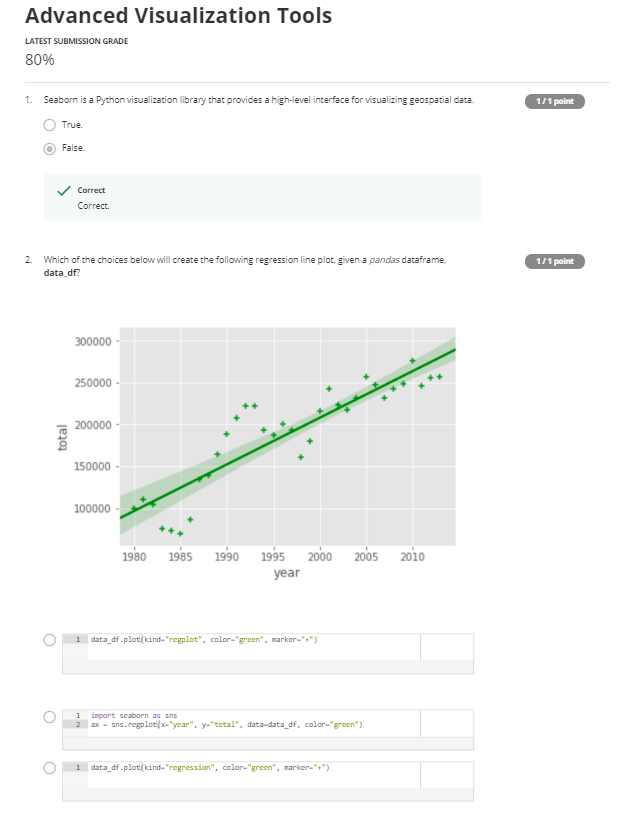 Advanced Visualization Tools
LATEST SUBMISSION GRADE
80%
1. Seaborn is a Python visualization library that provides a high-level interface for visualizing geospatial data.
1 / 1 point
True.
False.
Correct
Correct.
2. Which of the choices below will create the following regression line plot, given a pandas dataframe,
data_df?
1 / 1 point
300000
250000
200000
150000
100000
total
1980 1985 1990 1995 2000 2005 2010
year
1 data_df.plot(kind="regplot", color="green", marker="+")
1 import seaborn as sns
2 ax = sns.regplot(x="year", y="total", data=data_df, color="green")
1 data_df.plot(kind="regression", color="green", marker="+")